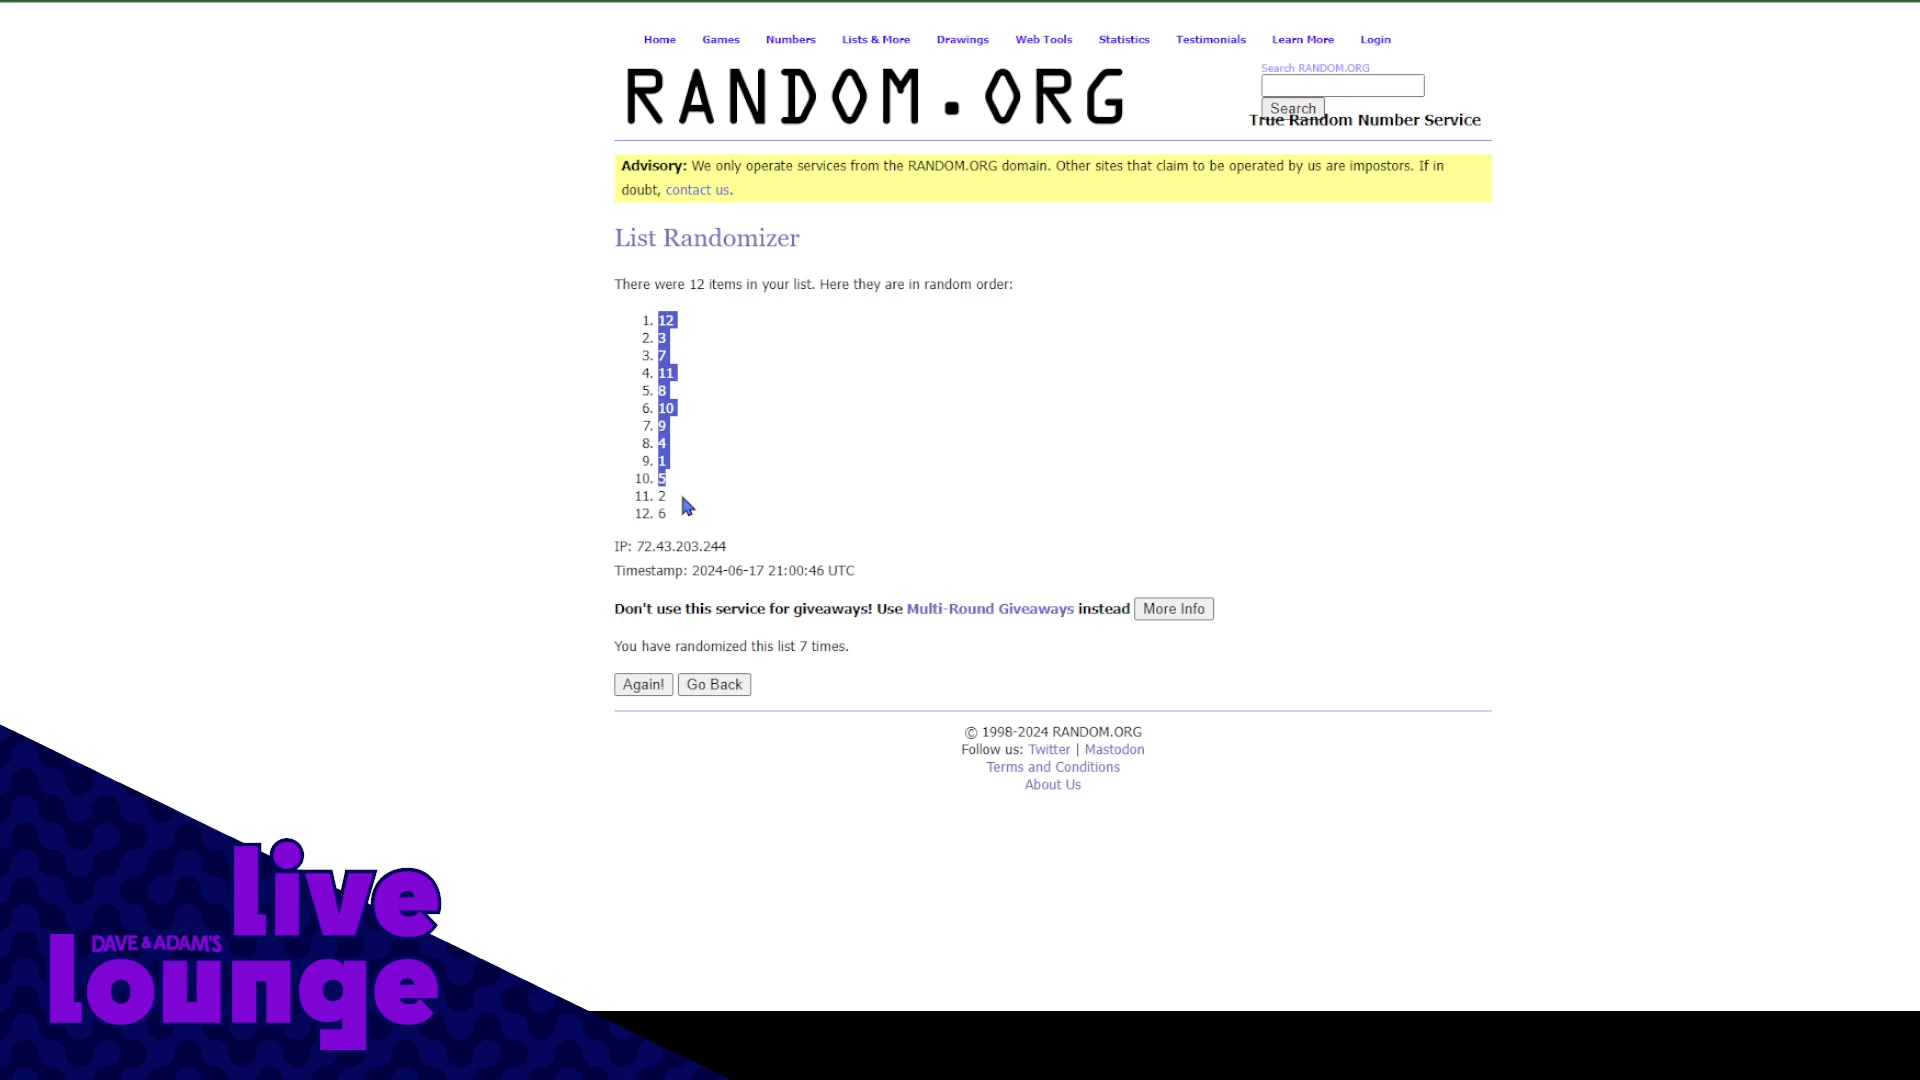 Home Games Numbers Lists & More Drawings Web Tools Statistics Testimonials Learn More Login
RANDOM.ORG
Search RANDOM.ORG
Search
True Random Number Service
Advisory: We only operate services from the RANDOM.ORG domain. Other sites that claim to be operated by us are impostors. If in
doubt, contact us.
List Randomizer
There were 12 items in your list. Here they are in random order:
1. 12
2. 3
3. 7
4. 11
5. 8
6. 10
7. 9
8. 4
9. 1
10. 5
11. 2
12. 6
IP: 72.43.203.244
Timestamp: 2024-06-17 21:00:46 UTC
Don't use this service for giveaways! Use Multi-Round Giveaways instead More Info
You have randomized this list 7 times.
Again! Go Back
© 1998-2024 RANDOM.ORG
Follow us: Twitter | Mastodon
Terms and Conditions
About Us
live
DAVE & ADAM'S
lounge